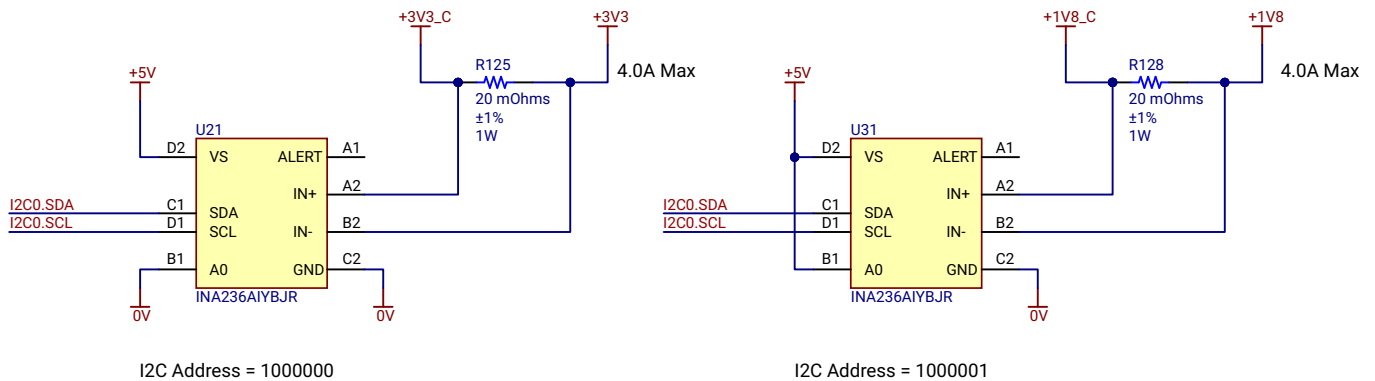 +3V3_C
+3V3
R125
4.0A Max
20 mOhms
±1%
1W
+5V
U21
D2
VS
ALERT
A1
IN+
A2
I2C0.SDA
C1
SDA
I2C0.SCL
D1
SCL
IN-
B2
B1
A0
GND
C2
INA236AIYBJR
0V
0V
I2C Address = 1000000
+1V8_C
+1V8
R128
4.0A Max
20 mOhms
±1%
1W
+5V
U31
D2
VS
ALERT
A1
IN+
A2
I2C0.SDA
C1
SDA
I2C0.SCL
D1
SCL
IN-
B2
B1
A0
GND
C2
INA236AIYBJR
0V
I2C Address = 1000001